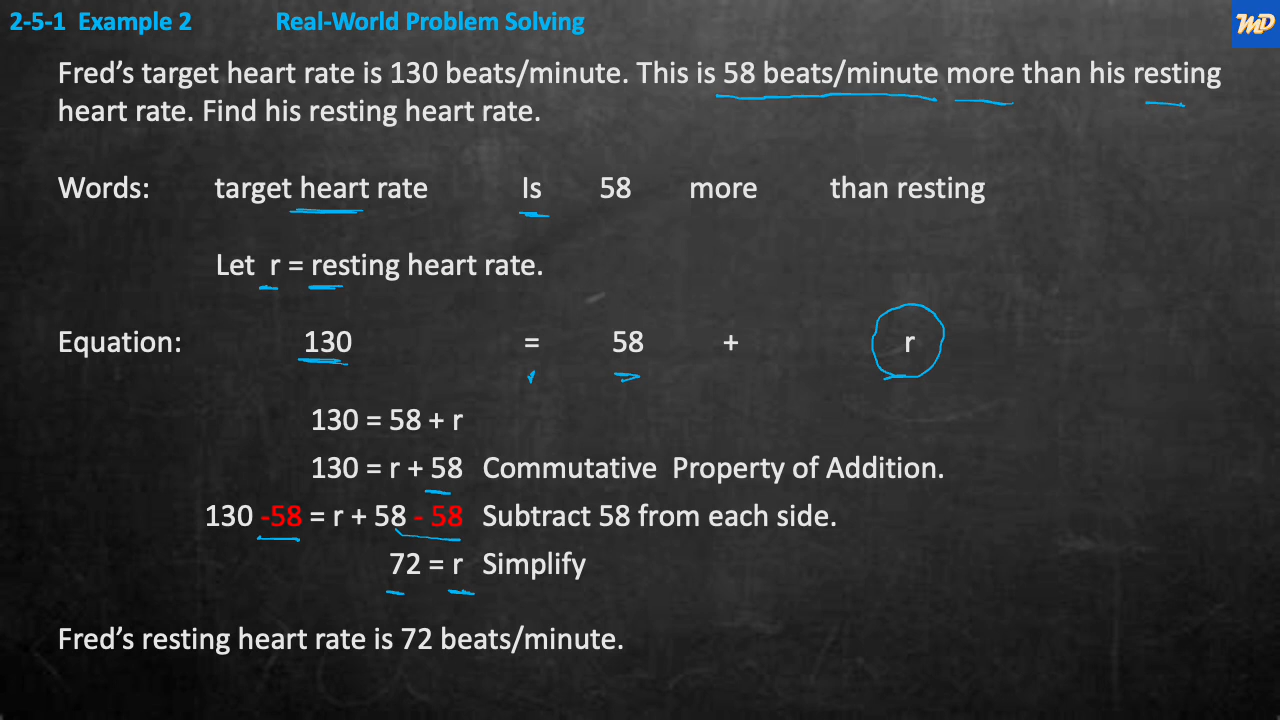 2-5-1 Example 2 Real-World Problem Solving
MD
Fred’s target heart rate is 130 beats/minute. This is 58 beats/minute more than his resting
heart rate. Find his resting heart rate.
Words: target heart rate Is 58 more than resting
Let r = resting heart rate.
Equation: 130 = 58 + r
130 = 58 + r
130 = r + 58 Commutative Property of Addition.
130 -58 = r + 58 - 58 Subtract 58 from each side.
72 = r Simplify
Fred’s resting heart rate is 72 beats/minute.